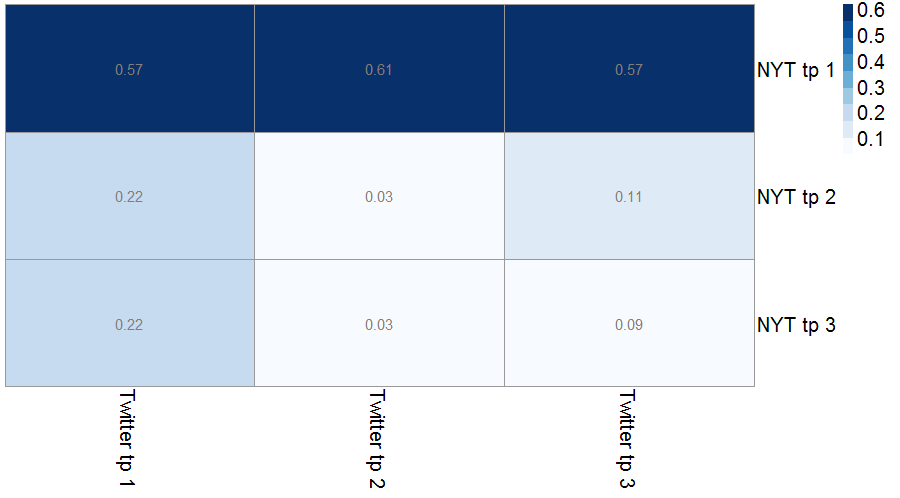 0.57 0.61 0.57 NYT tp 1
0.22 0.03 0.11 NYT tp 2
0.22 0.03 0.09 NYT tp 3
Twitter tp 1
Twitter tp 2
Twitter tp 3
0.6
0.5
0.4
0.3
0.2
0.1